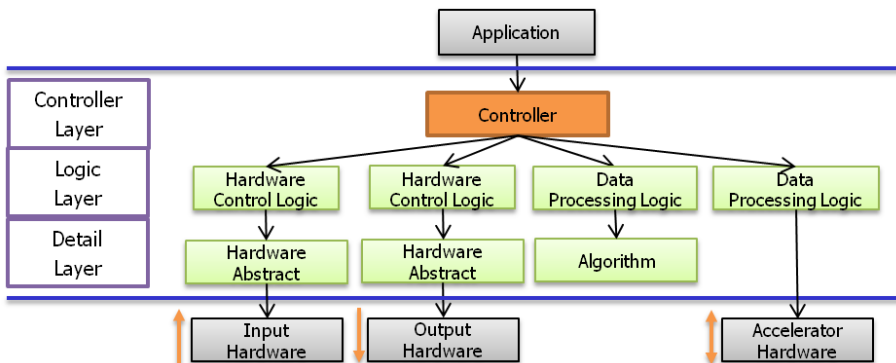 Application
Controller
Layer
Controller
Logic
Layer
Hardware
Control Logic
Hardware
Control Logic
Data
Processing Logic
Data
Processing Logic
Detail
Layer
Hardware
Abstract
Hardware
Abstract
Algorithm
Input
Hardware
Output
Hardware
Accelerator
Hardware